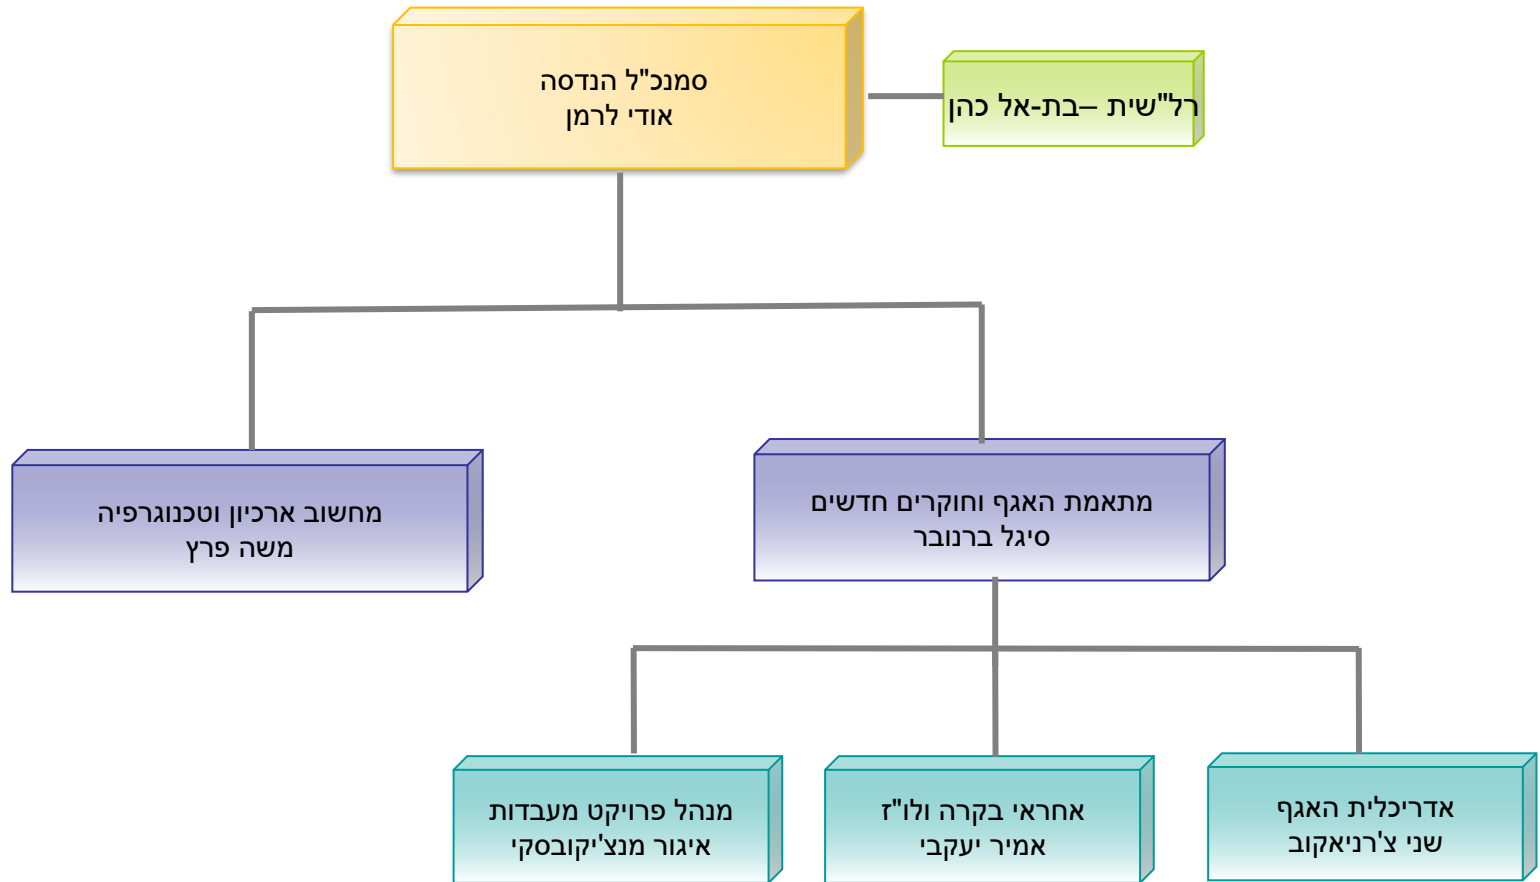 סמנכ"ל הנדסה
אודי לרמן
רל"שית –בת-אל כהן
מתאמת האגף וחוקרים חדשים
סיגל ברנובר
מחשוב ארכיון וטכנוגרפיה
משה פרץ
אדריכלית האגף
שני צ'רניאקוב
אחראי בקרה ולו"ז
אמיר יעקבי
מנהל פרויקט מעבדות
איגור מנצ'יקובסקי